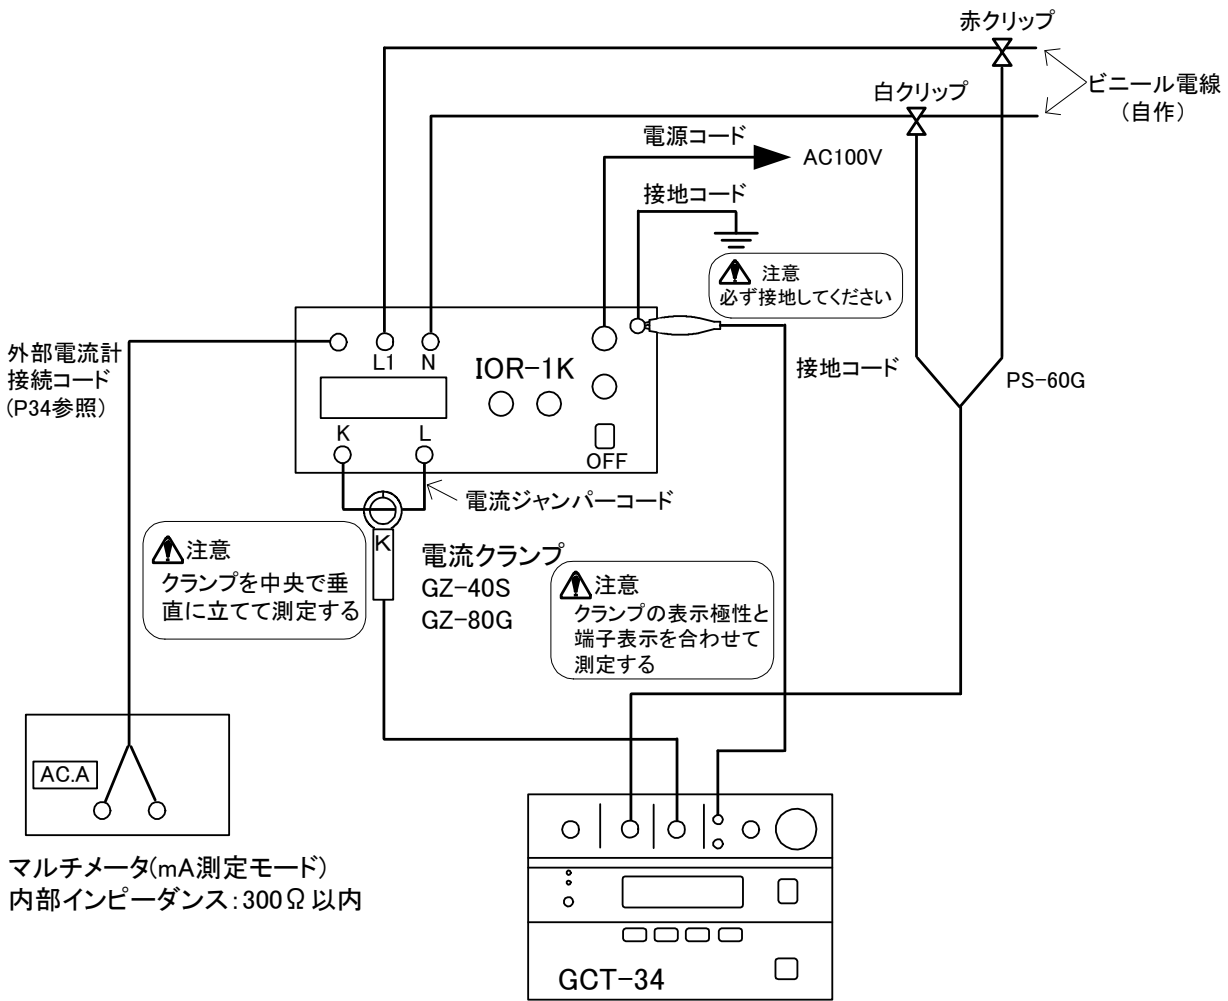 赤クリップ
ビニール電線
(自作)
白クリップ
電源コード
AC100V
接地コード
注意
必ず接地してください
外部電流計
接続コード
(P34参照)
L1
N
IOR-1K
接地コード
PS-60G
K
L
OFF
電流ジャンパーコード
注意
クランプを中央で垂
直に立てて測定する
K
電流クランプ
GZ-40S
GZ-80G
注意
クランプの表示極性と
端子表示を合わせて
測定する
AC.A
マルチメータ(mA測定モード)
内部インピーダンス:300Ω以内
GCT-34